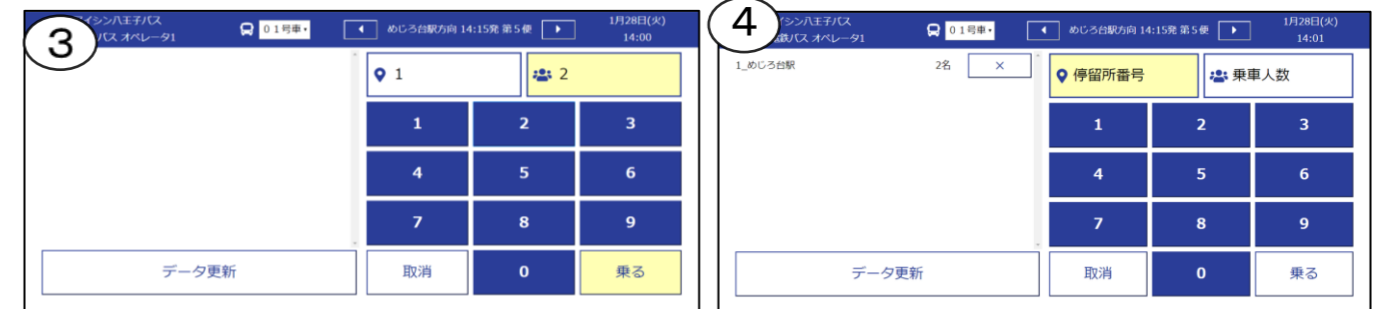 ③
イシン八王子バス
バス オペレータ1
01号車
めじろ台駅方向 14:15発 第5便
1月28日(火)
14:00
1
2
1 2 3
4 5 6
7 8 9
データ更新
取消 0 乗る
④
イシン八王子バス
鉄バス オペレータ1
01号車
めじろ台駅方向 14:15発 第5便
1月28日(火)
14:01
1_めじろ台駅 2名 ×
停留所番号 乗車人数
1 2 3
4 5 6
7 8 9
データ更新
取消 0 乗る